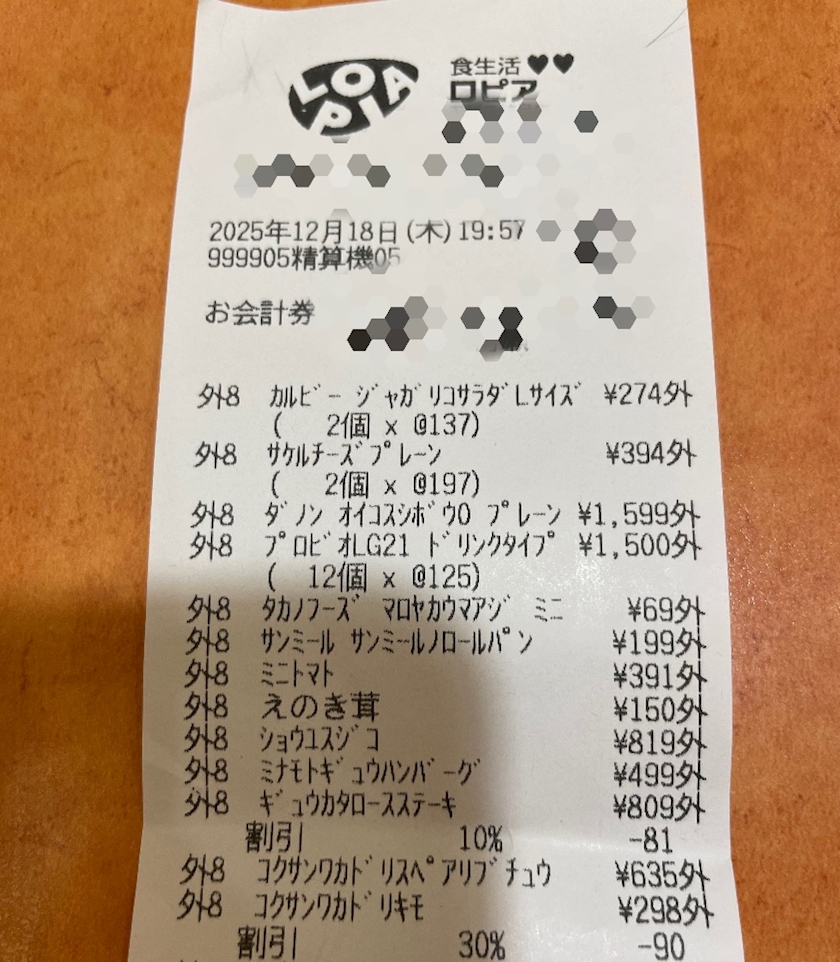 LOPIA
食生活♥♥
ロピア
2025年12月18日(木)19:57
999905精算機05
お会計券
外8 カルビー ジャガリコサラダLサイズ ¥274外
( 2個 x @137)
外8 サケルチーズプレーン ¥394外
( 2個 x @197)
外8 ダノン オイコスシボウ0 プレーン ¥1,599外
外8 プロビオLG21 ドリンクタイプ ¥1,500外
( 12個 x @125)
外8 タカノフーズ マロヤカウマアジ ミニ ¥69外
外8 サンミール サンミールノロールパン ¥199外
外8 ミニトマト ¥391外
外8 えのき茸 ¥150外
外8 ショウユスジコ ¥819外
外8 ミナモトギュウハンバーグ ¥499外
外8 ギュウカタロースステーキ ¥809外
割引 10% -81
外8 コクサンワカドリスペアリブチュウ ¥635外
外8 コクサンワカドリキモ ¥298外
割引 30% -90